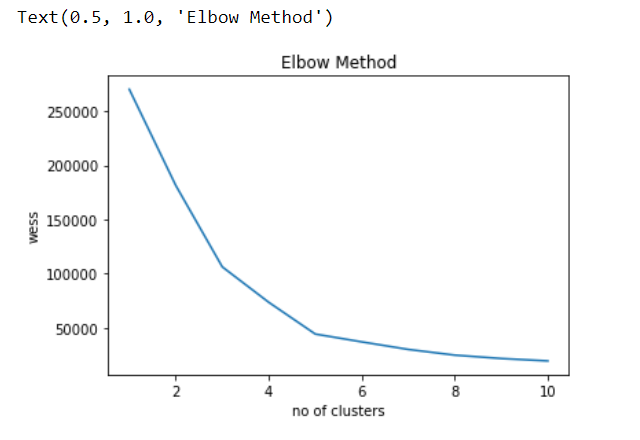 Text(0.5, 1.0, 'Elbow Method')
Elbow Method
250000
200000
150000
100000
50000
wess
2 4 6 8 10
no of clusters